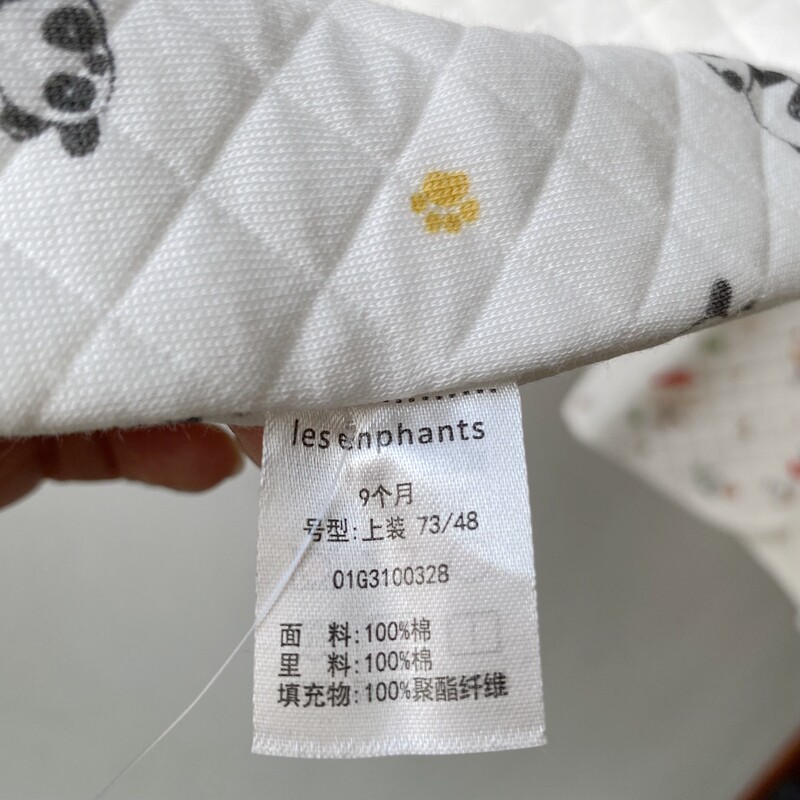 les enphants
9个月
号型:上装 73/48
01G3100328
面 料:100%棉
里 料:100%棉
填充物:100%聚酯纤维